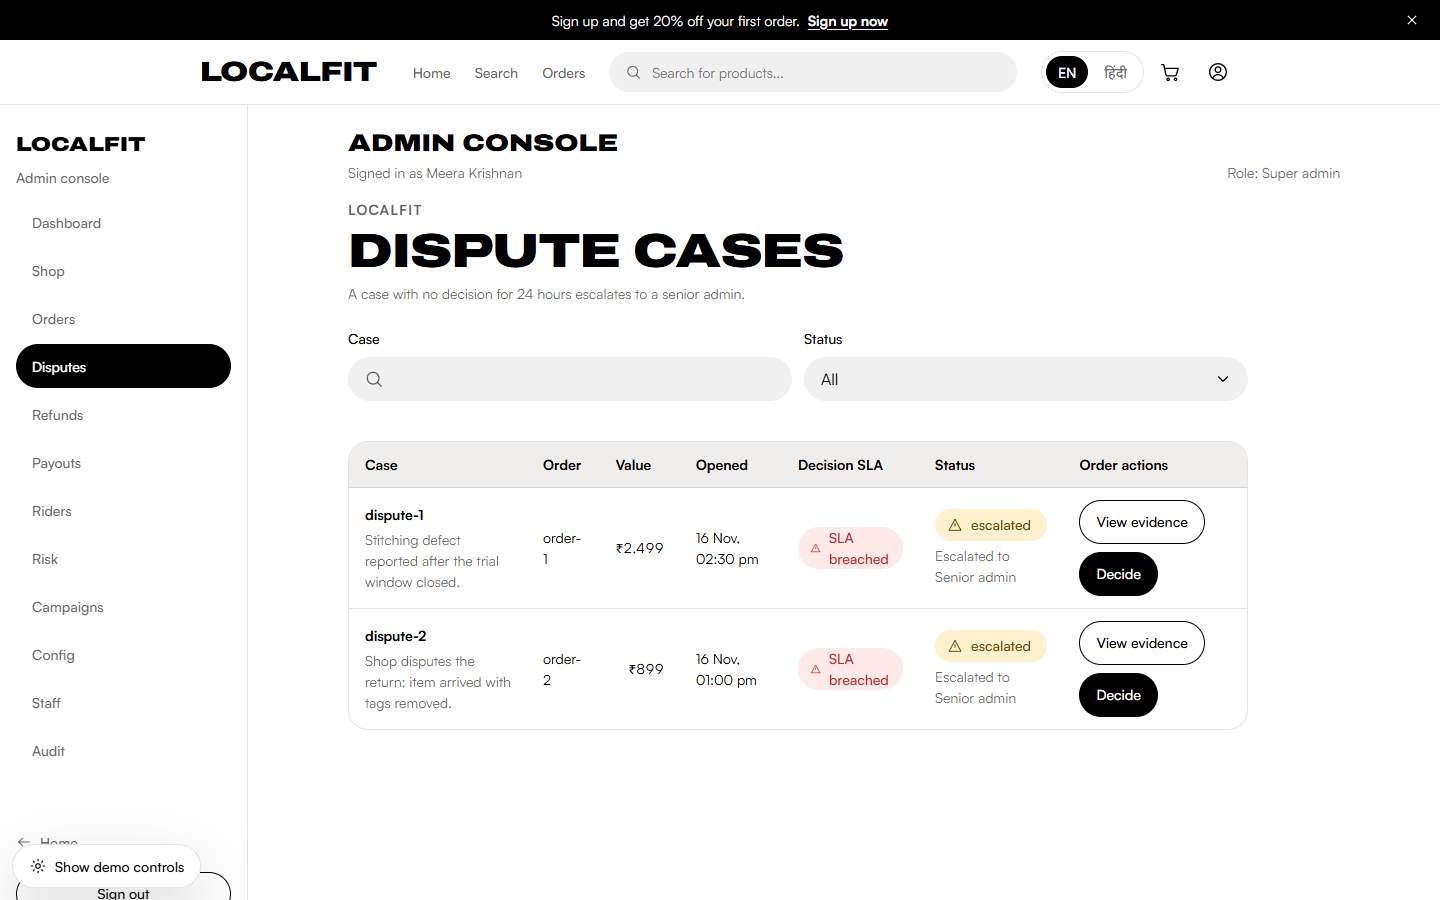 Sign up and get 20% off your first order. Sign up now
LOCALFIT
Home
Search
Orders
Search for products...
EN
हिंदी
LOCALFIT
Admin console
Dashboard
Shop
Orders
Disputes
Refunds
Payouts
Riders
Risk
Campaigns
Config
Staff
Audit
Home
Show demo controls
Sign out
ADMIN CONSOLE
Signed in as Meera Krishnan
Role: Super admin
LOCALFIT
DISPUTE CASES
A case with no decision for 24 hours escalates to a senior admin.
Case
Status
All
Case
Order
Value
Opened
Decision SLA
Status
Order actions
dispute-1
Stitching defect
reported after the trial
window closed.
order-
1
₹2,499
16 Nov,
02:30 pm
SLA
breached
escalated
Escalated to
Senior admin
View evidence
Decide
dispute-2
Shop disputes the
return; item arrived with
tags removed.
order-
2
₹899
16 Nov,
01:00 pm
SLA
breached
escalated
Escalated to
Senior admin
View evidence
Decide